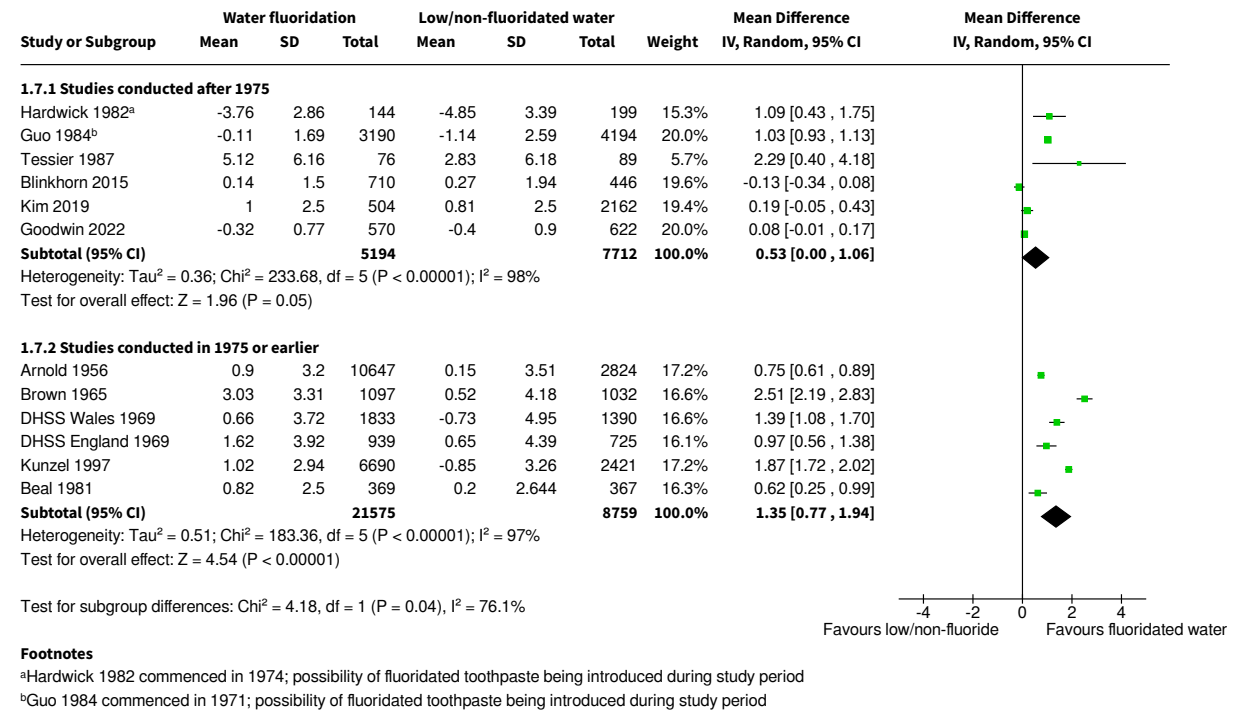 Water fluoridation Low/non-fluoridated water Mean Difference Mean Difference
Study or Subgroup Mean SD Total Mean SD Total Weight IV, Random, 95% CI IV, Random, 95% CI
1.7.1 Studies conducted after 1975
Hardwick 1982ᵃ -3.76 2.86 144 -4.85 3.39 199 15.3% 1.09 [0.43 , 1.75]
Guo 1984ᵇ -0.11 1.69 3190 -1.14 2.59 4194 20.0% 1.03 [0.93 , 1.13]
Tessier 1987 5.12 6.16 76 2.83 6.18 89 5.7% 2.29 [0.40 , 4.18]
Blinkhorn 2015 0.14 1.5 710 0.27 1.94 446 19.6% -0.13 [-0.34 , 0.08]
Kim 2019 1 2.5 504 0.81 2.5 2162 19.4% 0.19 [-0.05 , 0.43]
Goodwin 2022 -0.32 0.77 570 -0.4 0.9 622 20.0% 0.08 [-0.01 , 0.17]
Subtotal (95% CI) 5194 7712 100.0% 0.53 [0.00 , 1.06]
Heterogeneity: Tau² = 0.36; Chi² = 233.68, df = 5 (P < 0.00001); I² = 98%
Test for overall effect: Z = 1.96 (P = 0.05)
1.7.2 Studies conducted in 1975 or earlier
Arnold 1956 0.9 3.2 10647 0.15 3.51 2824 17.2% 0.75 [0.61 , 0.89]
Brown 1965 3.03 3.31 1097 0.52 4.18 1032 16.6% 2.51 [2.19 , 2.83]
DHSS Wales 1969 0.66 3.72 1833 -0.73 4.95 1390 16.6% 1.39 [1.08 , 1.70]
DHSS England 1969 1.62 3.92 939 0.65 4.39 725 16.1% 0.97 [0.56 , 1.38]
Kunzel 1997 1.02 2.94 6690 -0.85 3.26 2421 17.2% 1.87 [1.72 , 2.02]
Beal 1981 0.82 2.5 369 0.2 2.644 367 16.3% 0.62 [0.25 , 0.99]
Subtotal (95% CI) 21575 8759 100.0% 1.35 [0.77 , 1.94]
Heterogeneity: Tau² = 0.51; Chi² = 183.36, df = 5 (P < 0.00001); I² = 97%
Test for overall effect: Z = 4.54 (P < 0.00001)
Test for subgroup differences: Chi² = 4.18, df = 1 (P = 0.04), I² = 76.1%
-4 -2 0 2 4
Favours low/non-fluoride Favours fluoridated water
Footnotes
ᵃHardwick 1982 commenced in 1974; possibility of fluoridated toothpaste being introduced during study period
ᵇGuo 1984 commenced in 1971; possibility of fluoridated toothpaste being introduced during study period